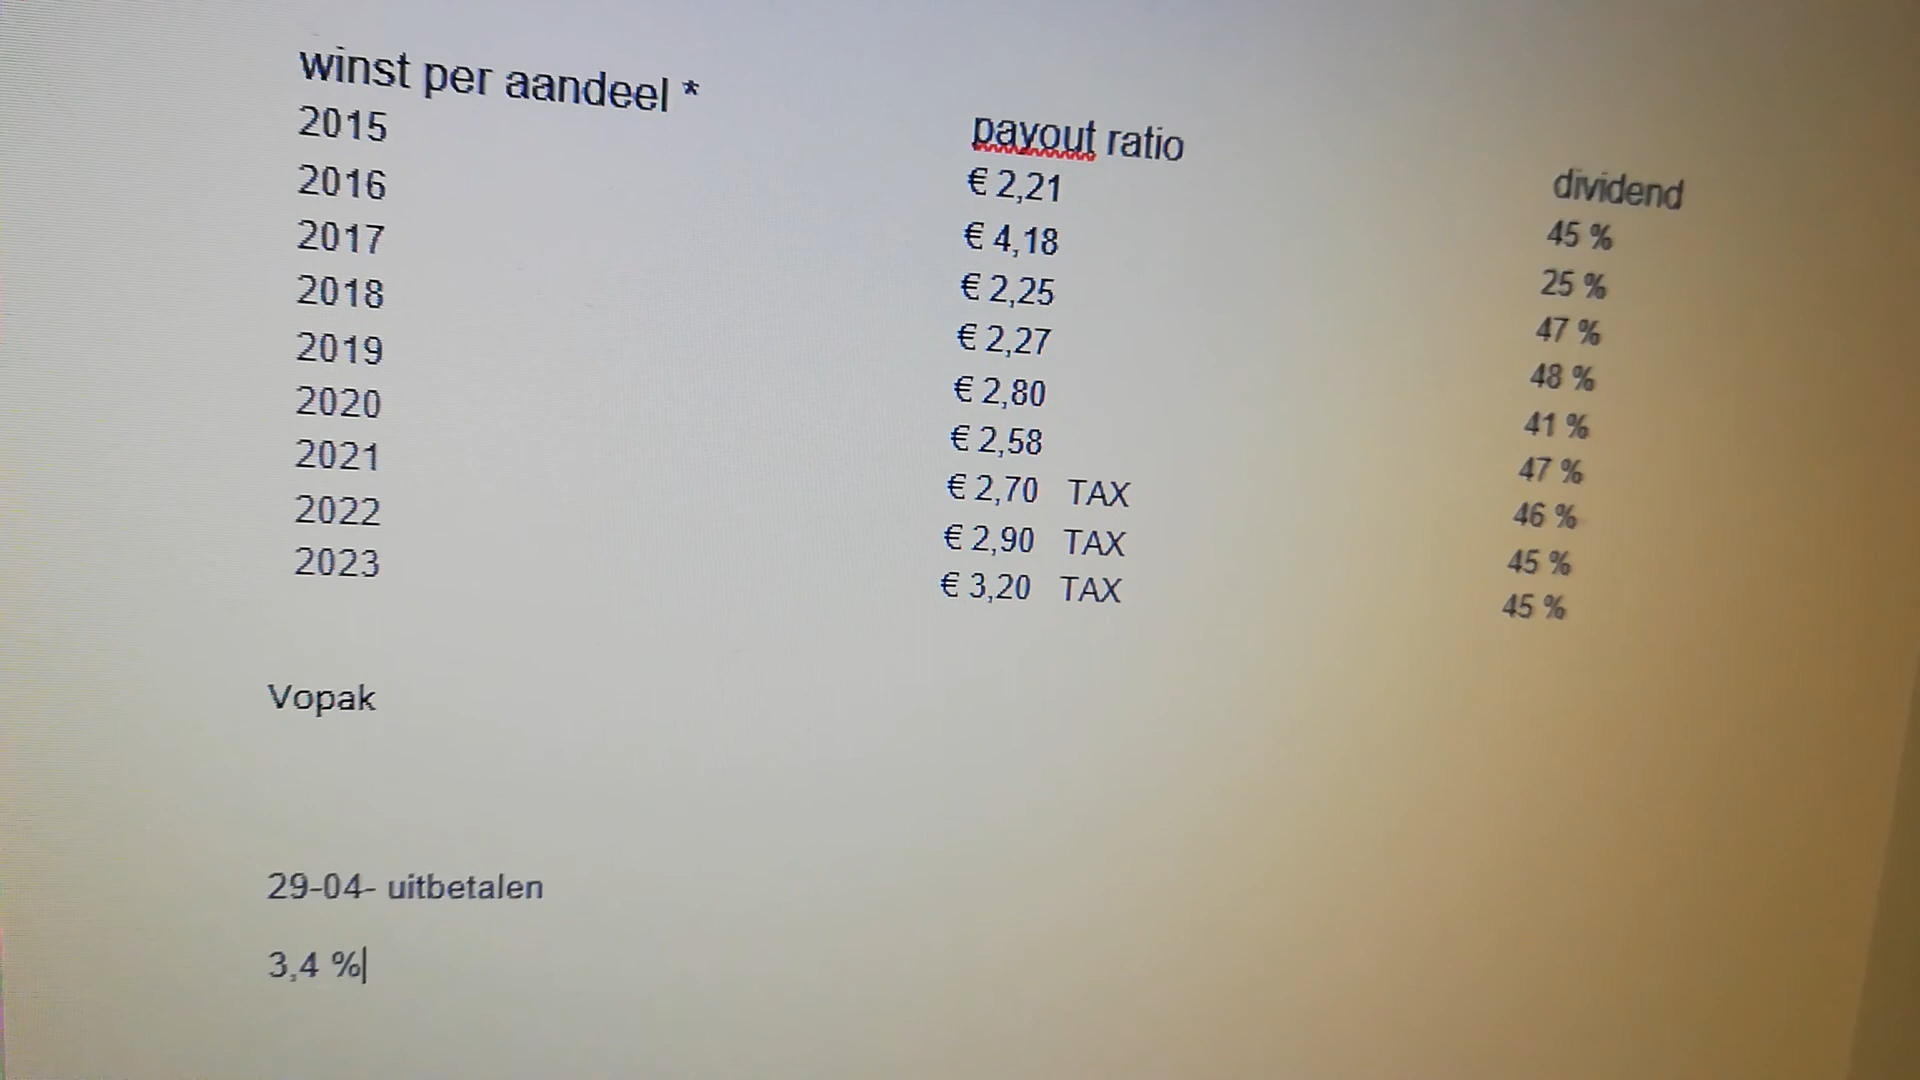 winst per aandeel * payout ratio dividend
2015 € 2,21 45 %
2016 € 4,18 25 %
2017 € 2,25 47 %
2018 € 2,27 48 %
2019 € 2,80 41 %
2020 € 2,58 47 %
2021 € 2,70 TAX 46 %
2022 € 2,90 TAX 45 %
2023 € 3,20 TAX 45 %
Vopak
29-04- uitbetalen
3,4 %